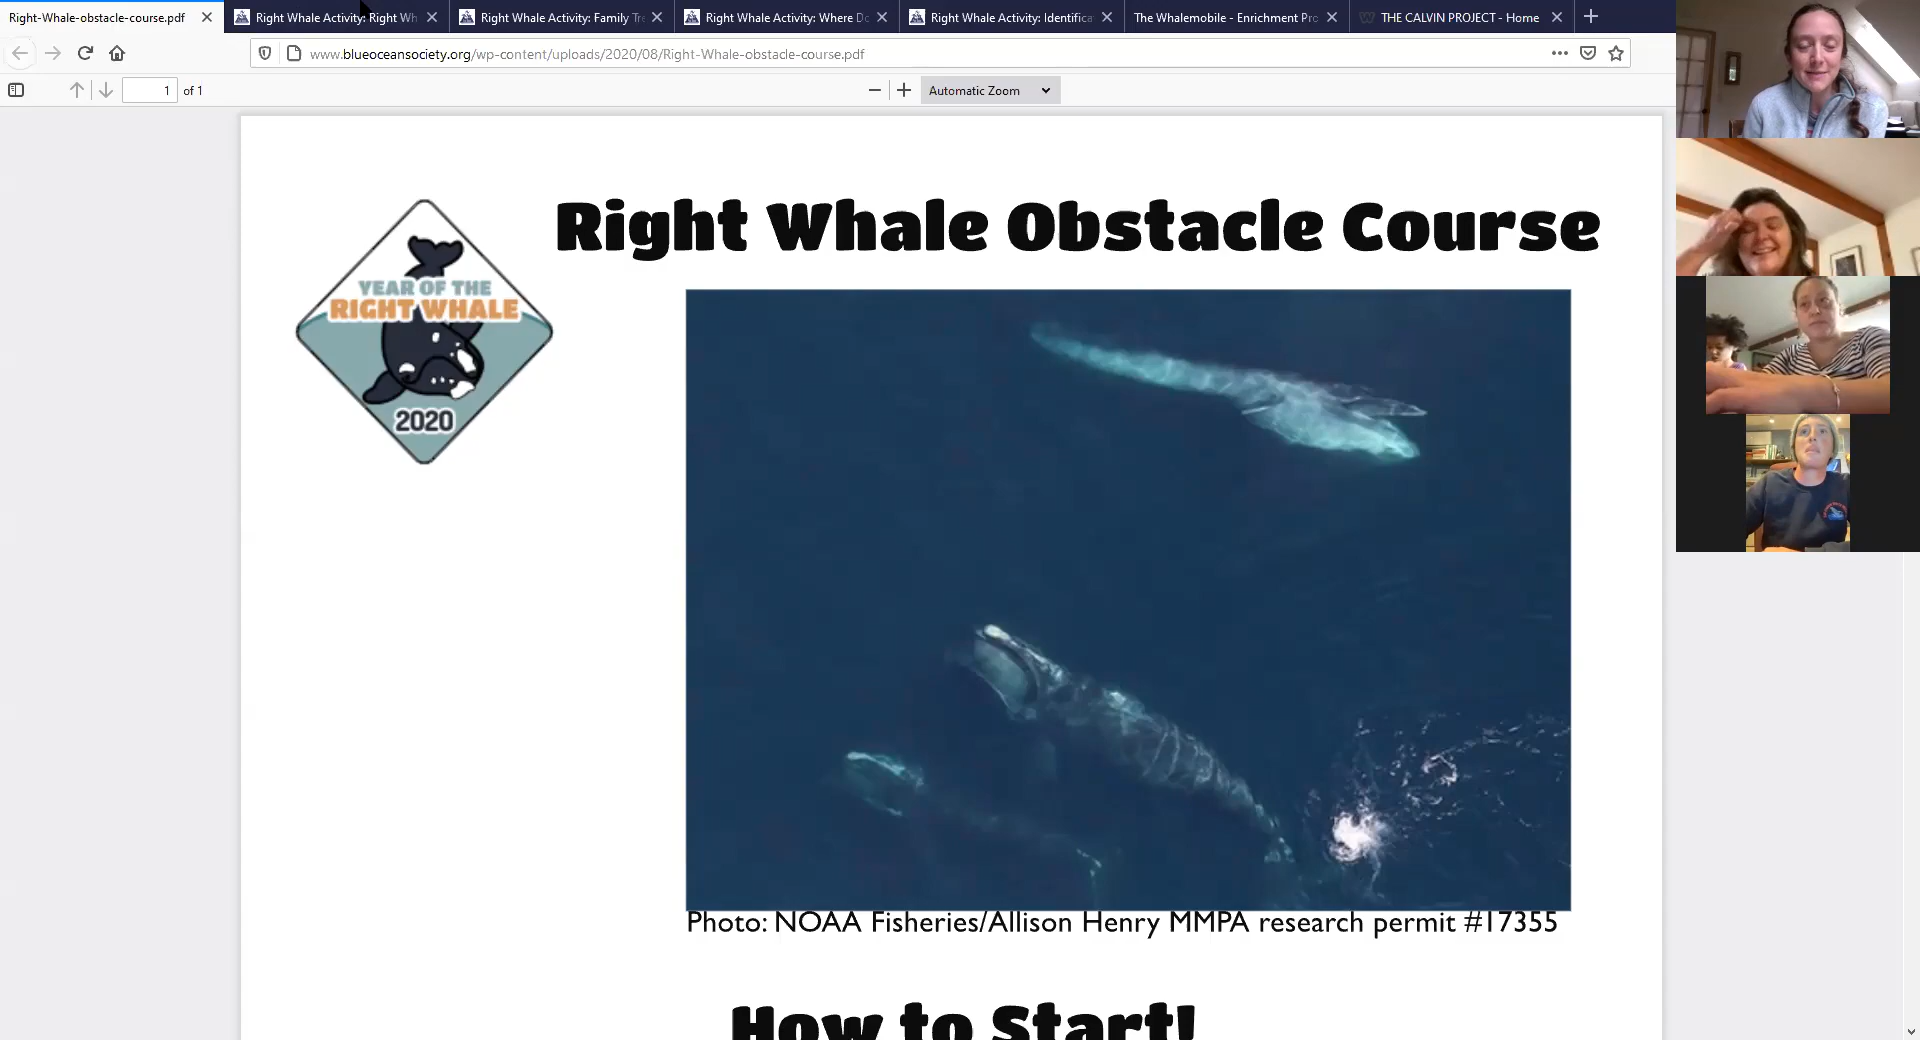 Right-Whale-obstacle-course.pdf
Right Whale Activity: Right Wh
Right Whale Activity: Family Tre
Right Whale Activity: Where Do
Right Whale Activity: Identifica
The Whalemobile - Enrichment Pro
THE CALVIN PROJECT - Home
www.blueoceansociety.org/wp-content/uploads/2020/08/Right-Whale-obstacle-course.pdf
1 of 1
Automatic Zoom
Right Whale Obstacle Course
YEAR OF THE
RIGHT WHALE
2020
Photo: NOAA Fisheries/Allison Henry MMPA research permit #17355
How to Start!